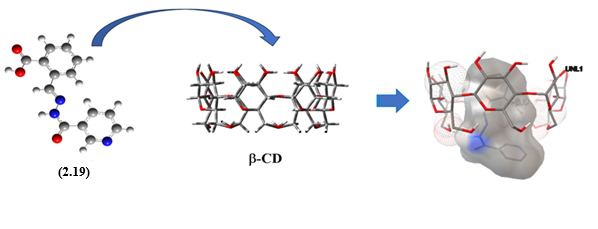 UNL1
β-CD
(2.19)